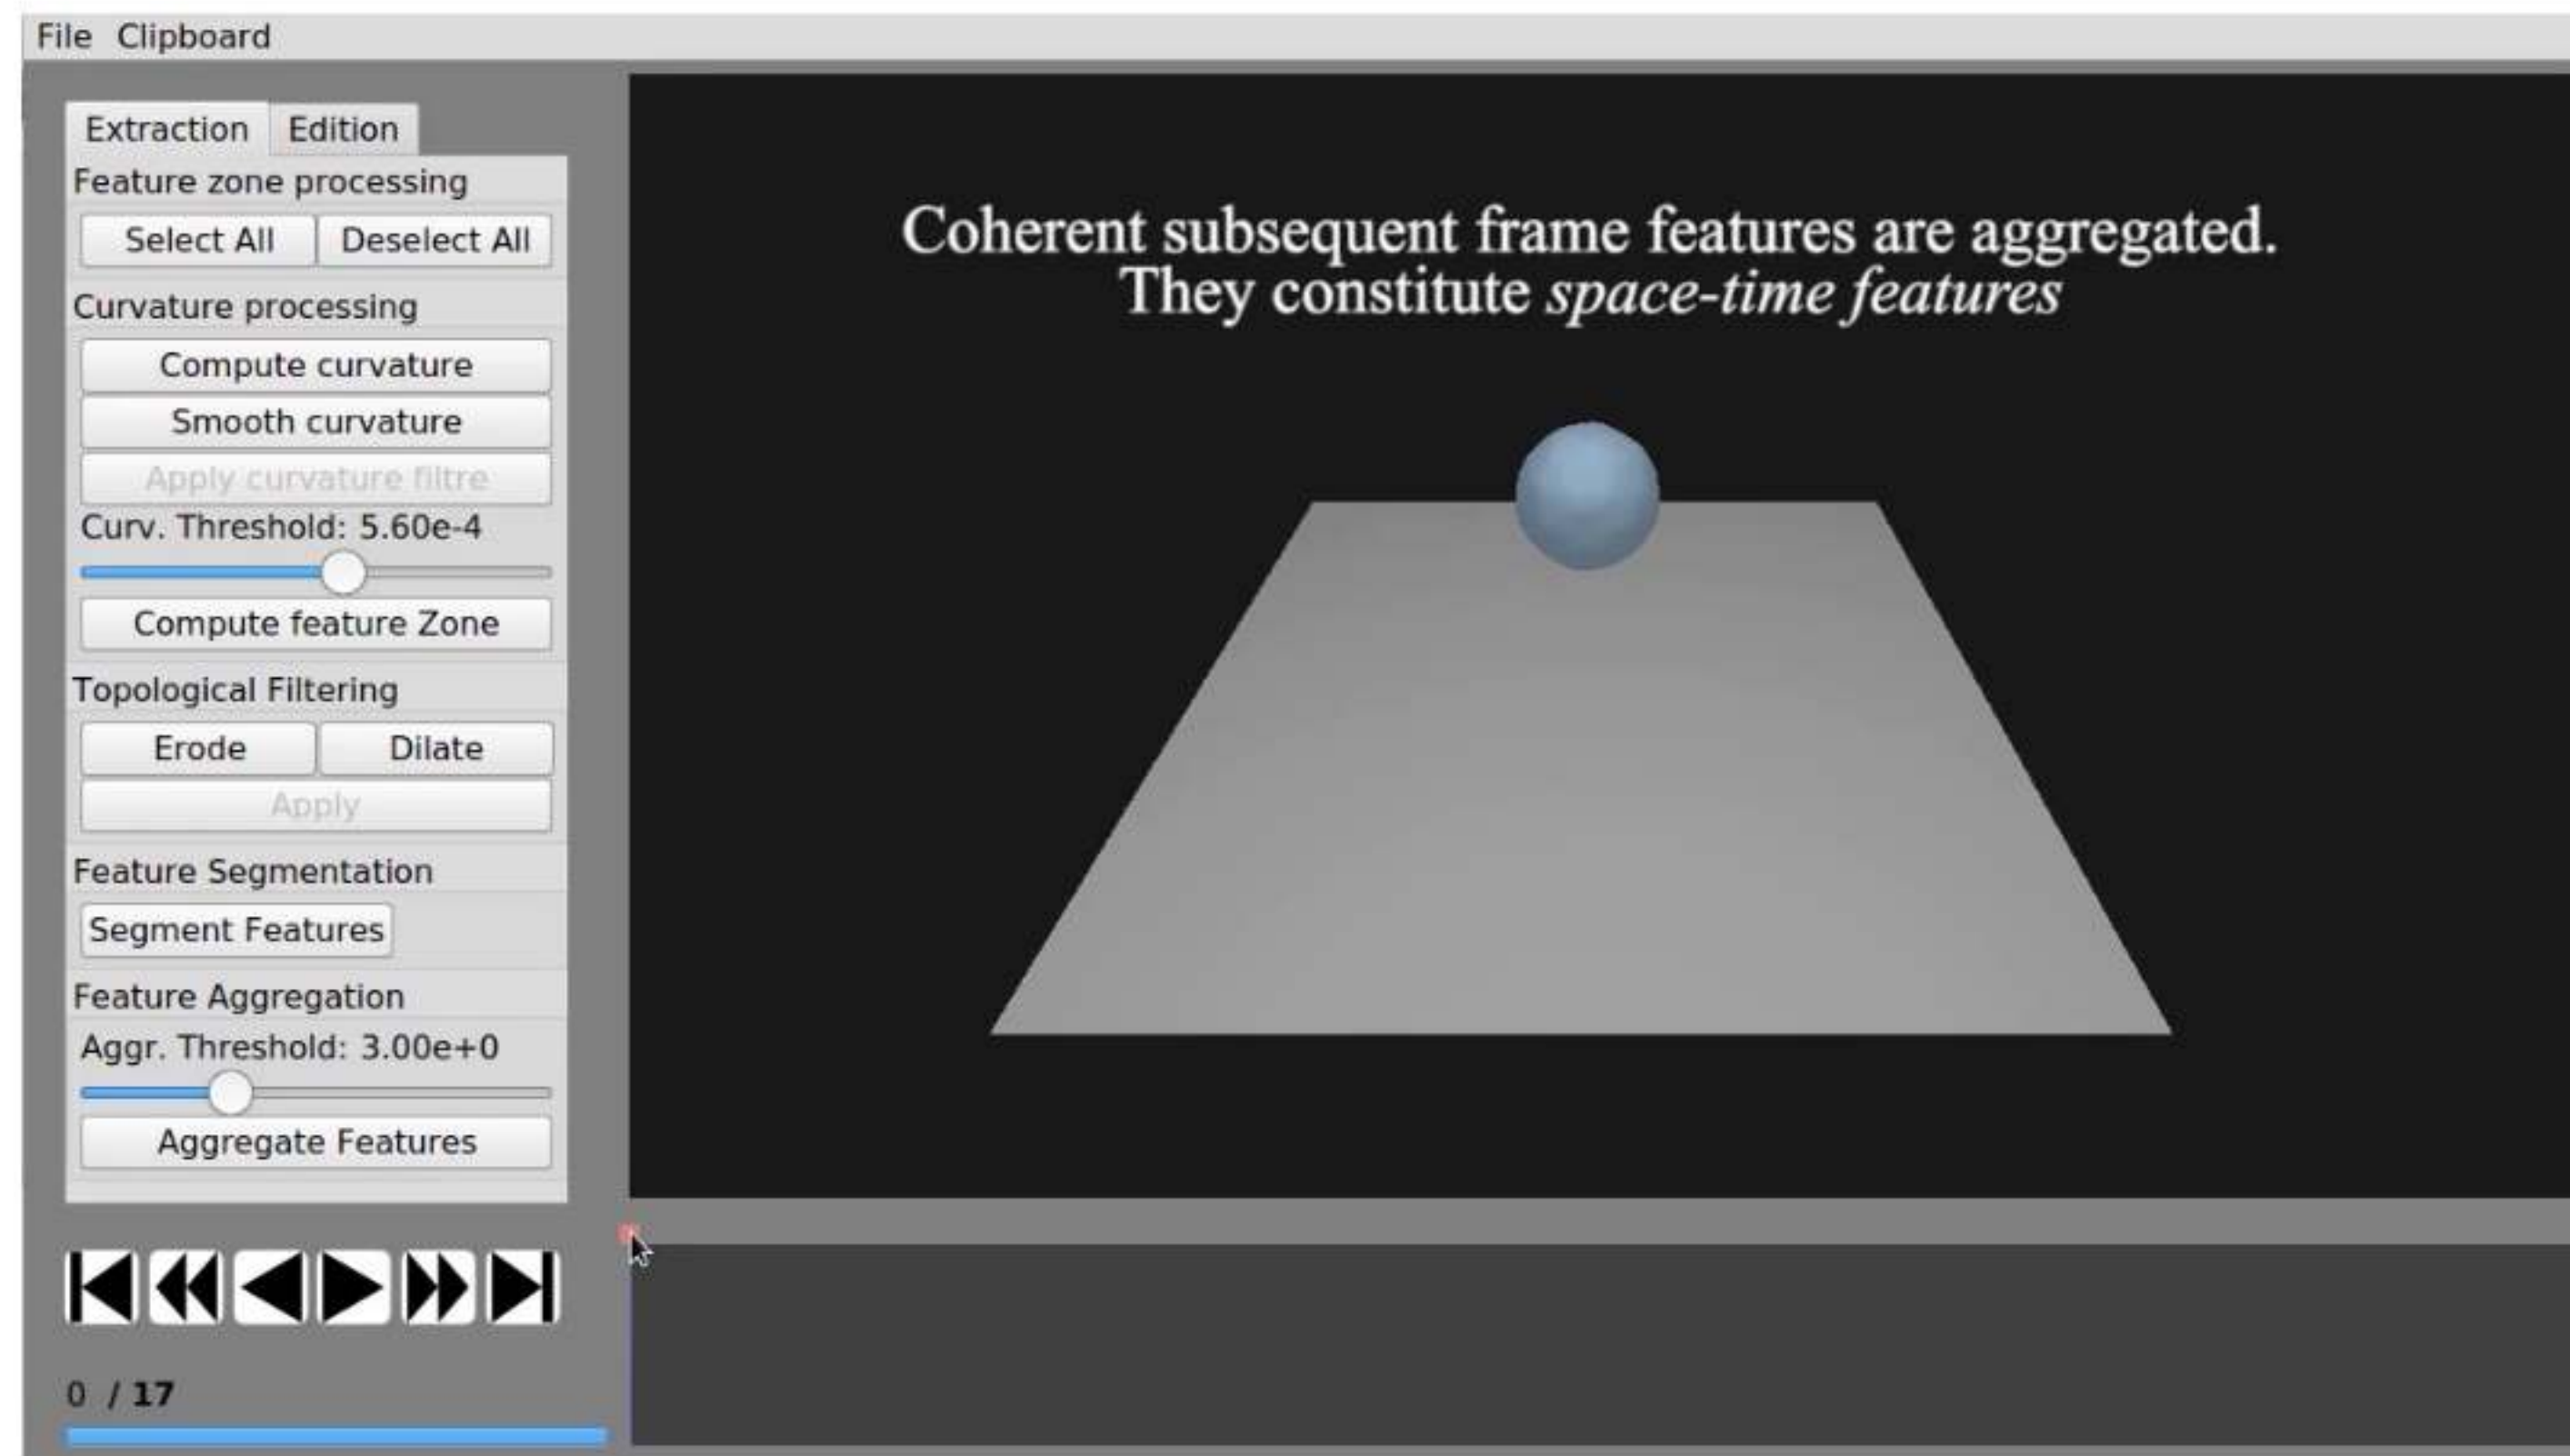 File Clipboard
Extraction Edition
Feature zone processing
Select All Deselect All
Curvature processing
Compute curvature
Smooth curvature
Apply curvature filtre
Curv. Threshold: 5.60e-4
Compute feature Zone
Topological Filtering
Erode Dilate
Apply
Feature Segmentation
Segment Features
Feature Aggregation
Aggr. Threshold: 3.00e+0
Aggregate Features
0 / 17
Coherent subsequent frame features are aggregated.
They constitute space-time features